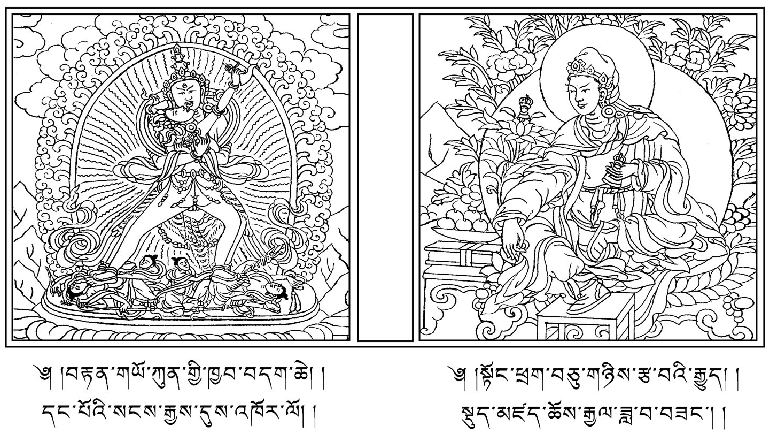 ༄༅། །བརྟན་གཡོ་ཀུན་གྱི་ཁྱབ་བདག་ཆེ། །
དང་པོའི་སངས་རྒྱས་དུས་འཁོར་ལོ། །
༄༅། །སྟོང་ཕྲག་བཅུ་གཉིས་རྩ་བའི་རྒྱུད། །
སྡུད་མཛད་ཆོས་རྒྱལ་ཟླ་བ་བཟང་། །